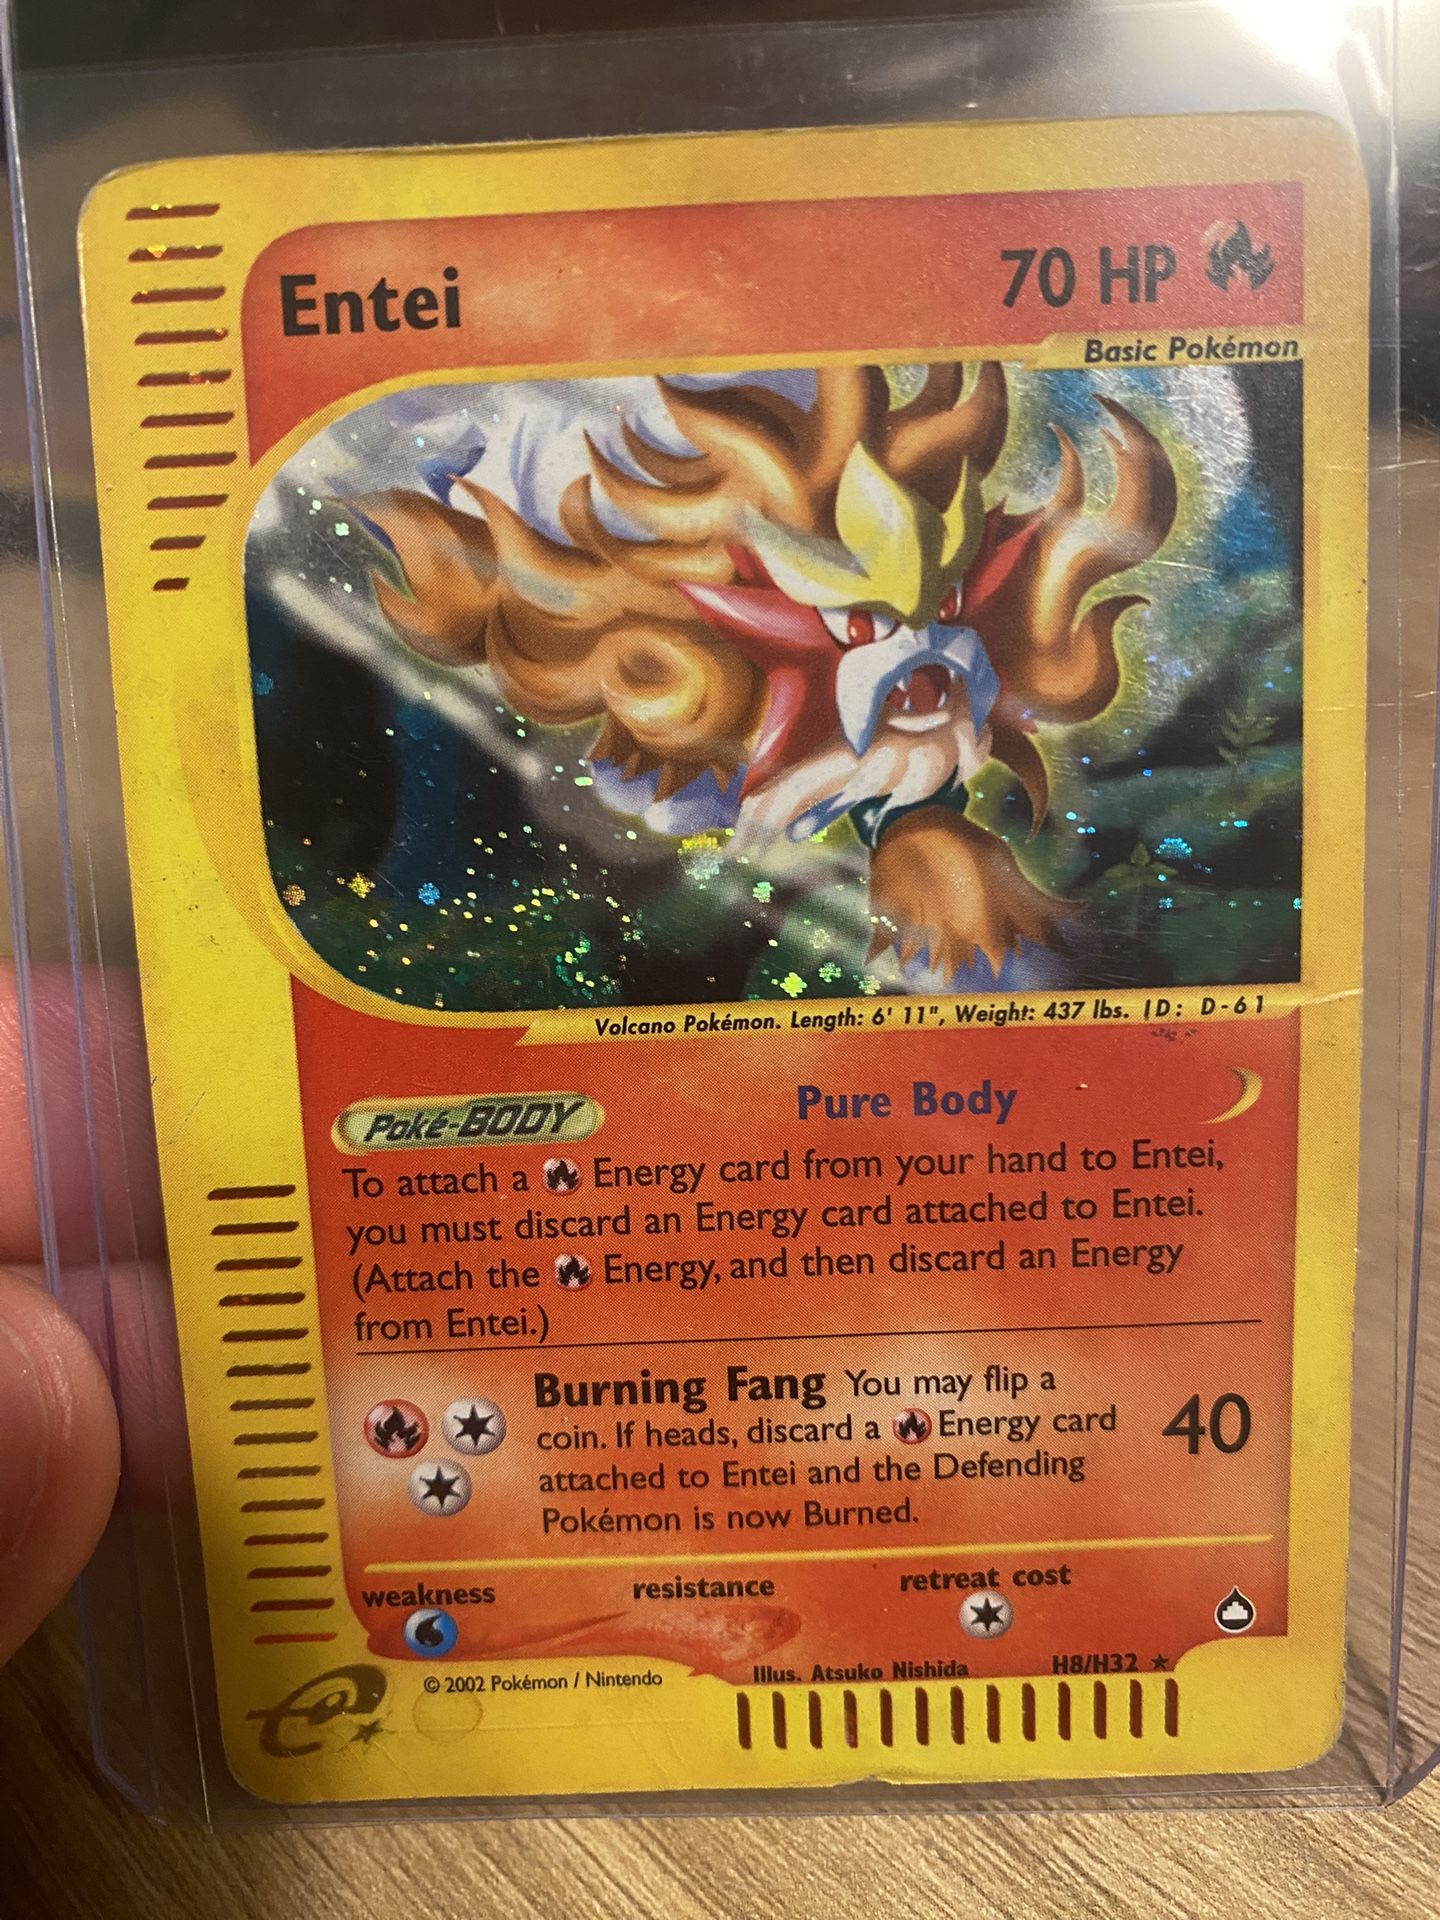 Entei
70 HP
Basic Pokémon
Volcano Pokémon. Length: 6' 11", Weight: 437 lbs. ID: D-61
Poké-BODY
Pure Body
To attach a Energy card from your hand to Entei,
you must discard an Energy card attached to Entei.
(Attach the Energy, and then discard an Energy
from Entei.)
Burning Fang You may flip a
coin. If heads, discard a Energy card
attached to Entei and the Defending
Pokémon is now Burned.
40
weakness
resistance
retreat cost
Illus. Atsuko Nishida
H8/H32
© 2002 Pokémon / Nintendo
e